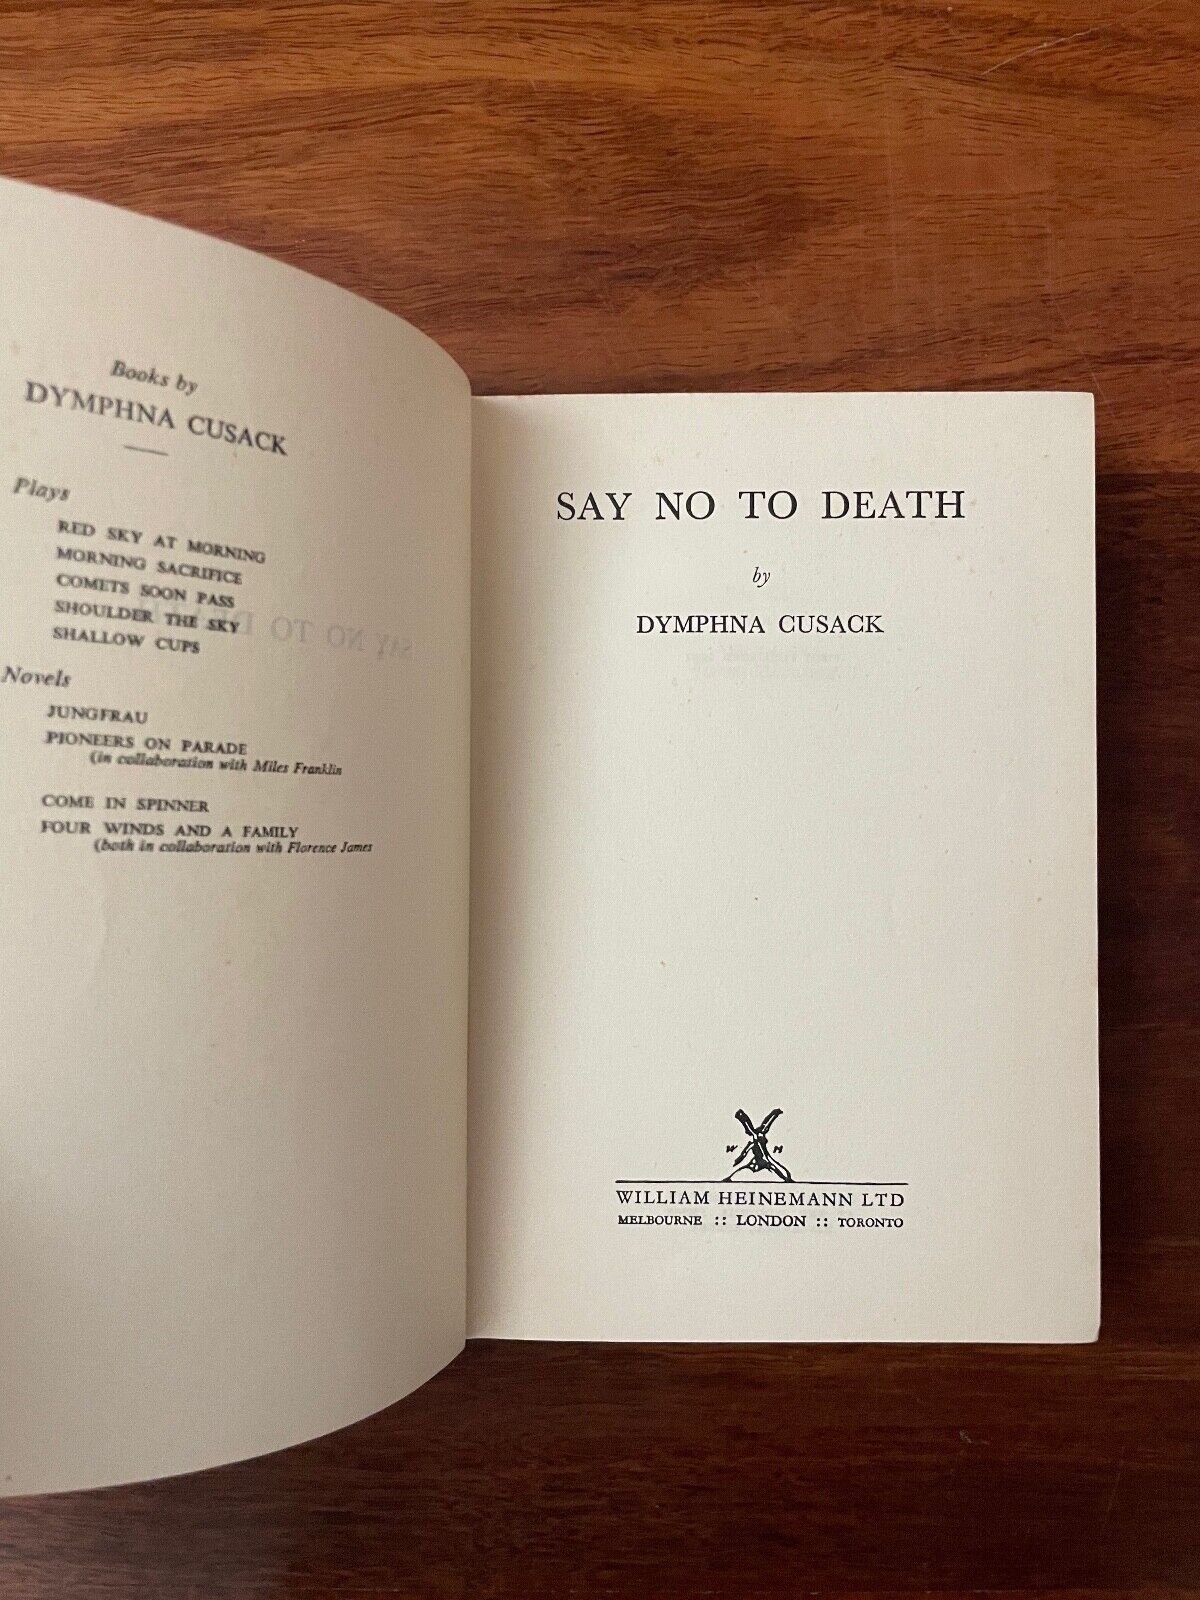 Books by
DYMPHNA CUSACK
Plays
RED SKY AT MORNING
MORNING SACRIFICE
COMETS SOON PASS
SHOULDER THE SKY
SHALLOW CUPS
Novels
JUNGFRAU
PIONEERS ON PARADE
(in collaboration with Miles Franklin
COME IN SPINNER
FOUR WINDS AND A FAMILY
(both in collaboration with Florence James
SAY NO TO DEATH
by
DYMPHNA CUSACK
W H
WILLIAM HEINEMANN LTD
MELBOURNE :: LONDON :: TORONTO